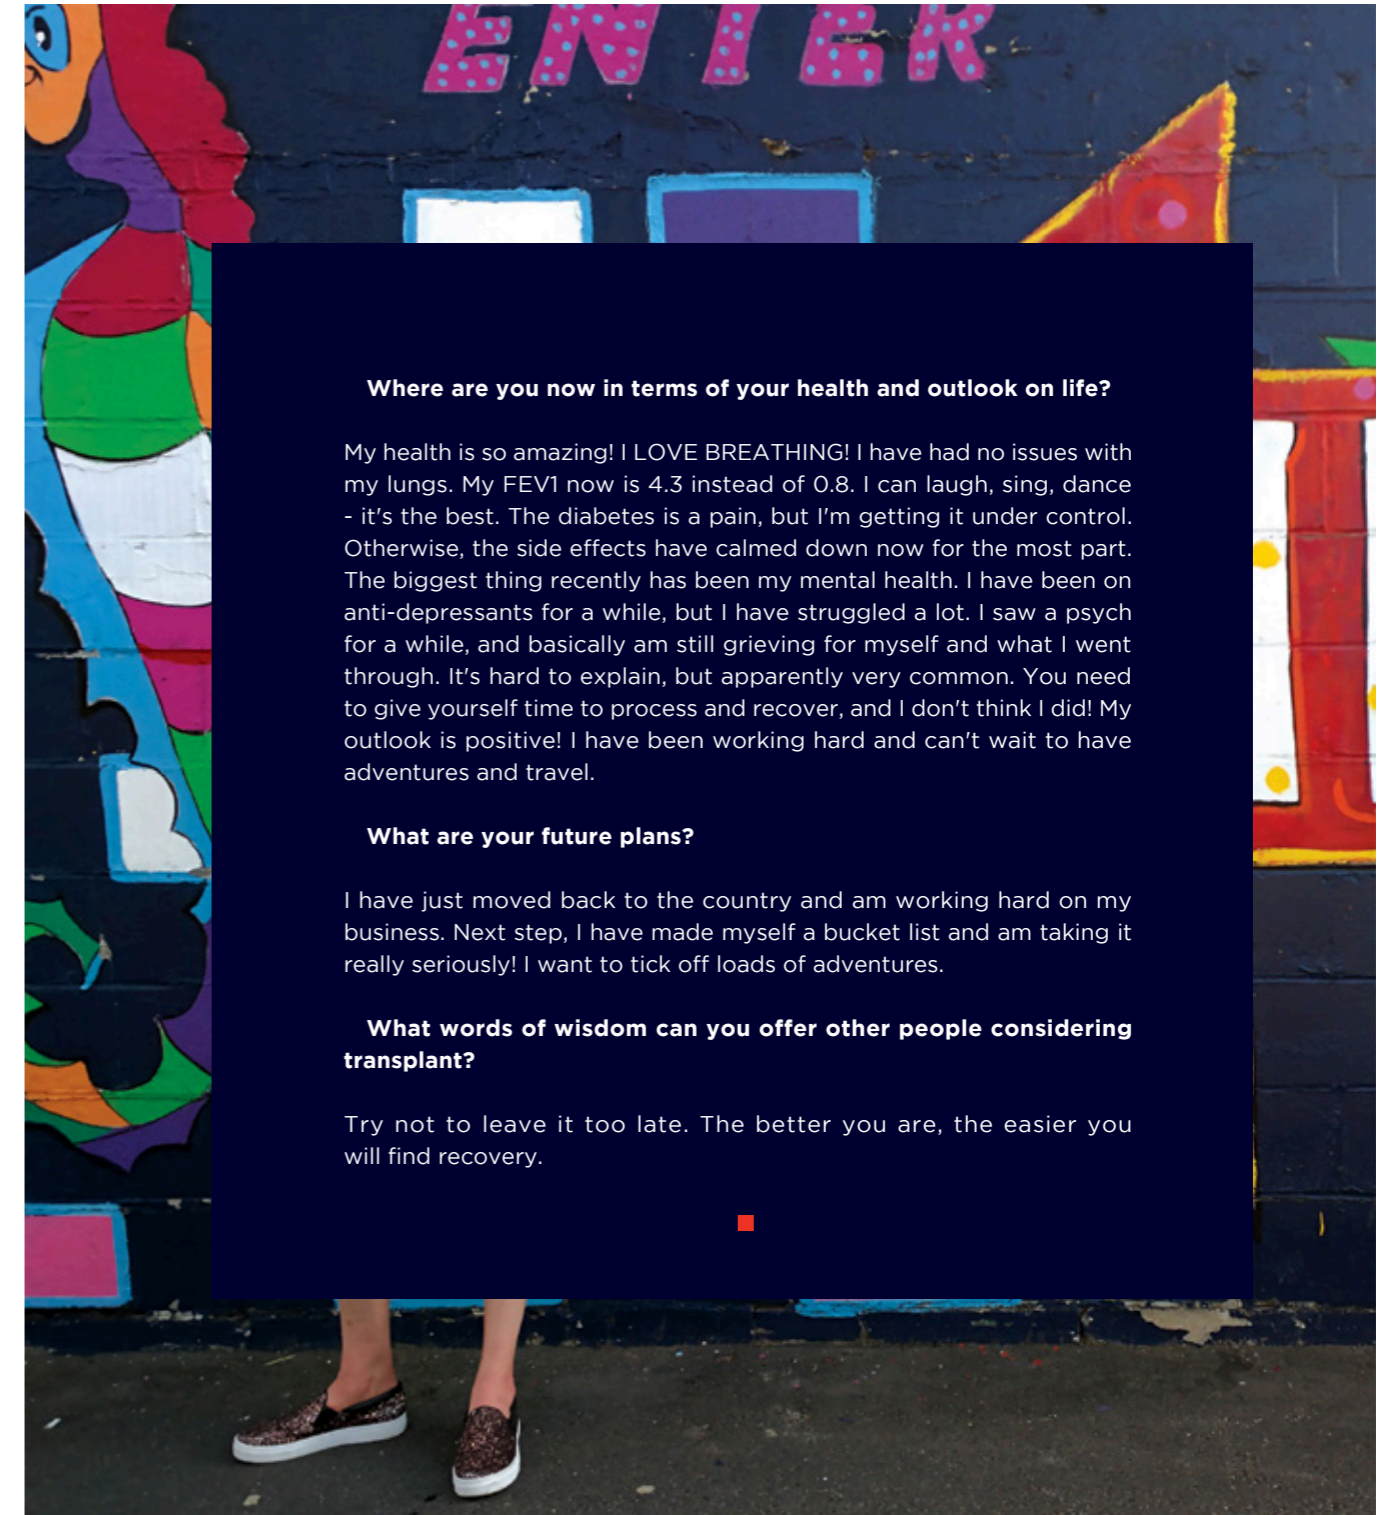 ENTER
Where are you now in terms of your health and outlook on life?
My health is so amazing! I LOVE BREATHING! I have had no issues with
my lungs. My FEV1 now is 4.3 instead of 0.8. I can laugh, sing, dance
- it's the best. The diabetes is a pain, but I'm getting it under control.
Otherwise, the side effects have calmed down now for the most part.
The biggest thing recently has been my mental health. I have been on
anti-depressants for a while, but I have struggled a lot. I saw a psych
for a while, and basically am still grieving for myself and what I went
through. It's hard to explain, but apparently very common. You need
to give yourself time to process and recover, and I don't think I did! My
outlook is positive! I have been working hard and can't wait to have
adventures and travel.
What are your future plans?
I have just moved back to the country and am working hard on my
business. Next step, I have made myself a bucket list and am taking it
really seriously! I want to tick off loads of adventures.
What words of wisdom can you offer other people considering
transplant?
Try not to leave it too late. The better you are, the easier you
will find recovery.